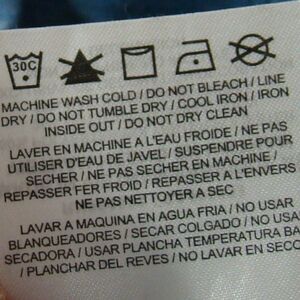 30C
MACHINE WASH COLD / DO NOT BLEACH / LINE
DRY / DO NOT TUMBLE DRY / COOL IRON / IRON
INSIDE OUT / DO NOT DRY CLEAN
LAVER EN MACHINE A L'EAU FROIDE / NE PAS
UTILISER D'EAU DE JAVEL / SUSPENDRE POUR
SECHER / NE PAS SECHER EN MACHINE /
REPASSER FER FROID / REPASSER A L'ENVERS
/ NE PAS NETTOYER A SEC
LAVAR A MAQUINA EN AGUA FRIA / NO USAR
BLANQUEADORES / SECAR COLGADO / NO USAR
SECADORA / USAR PLANCHA TEMPERATURA BA
/ PLANCHAR DEL REVES / NO LAVAR EN SECO